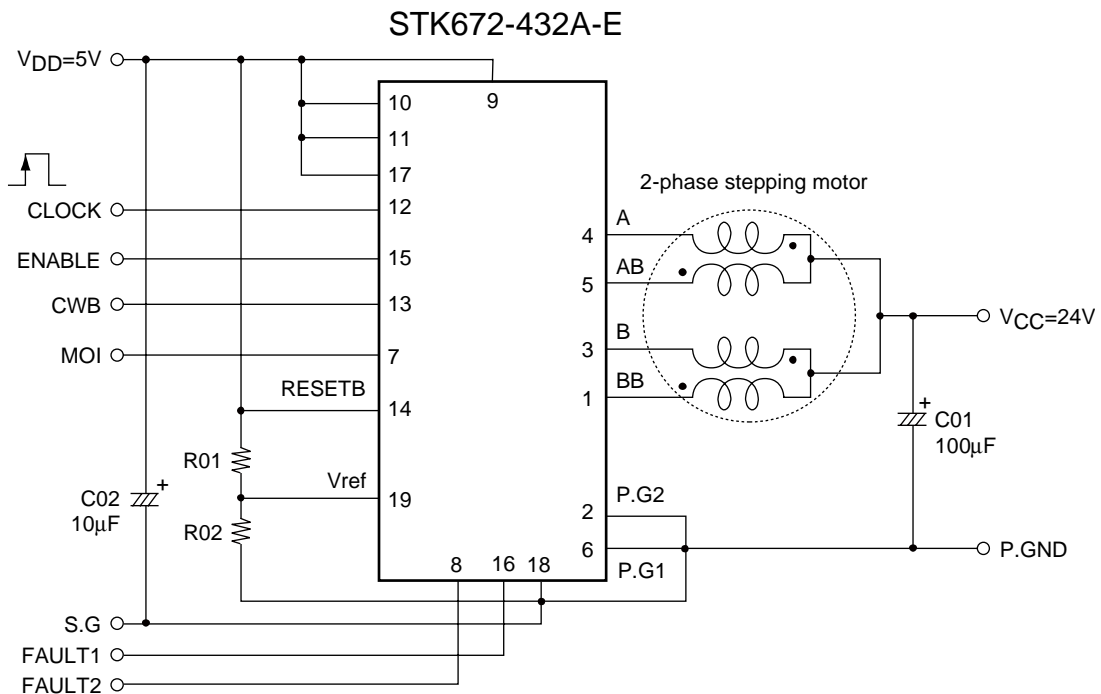 STK672-432A-E
VDD=5V
9
10
11
17
2-phase stepping motor
CLOCK
12
4
A
ENABLE
15
AB
5
CWB
13
VCC=24V
B
3
MOI
7
BB
1
RESETB
14
+
C01
100μF
R01
Vref
19
C02
+
10μF
R02
P.G2
2
6
P.GND
P.G1
8
16
18
S.G
FAULT1
FAULT2